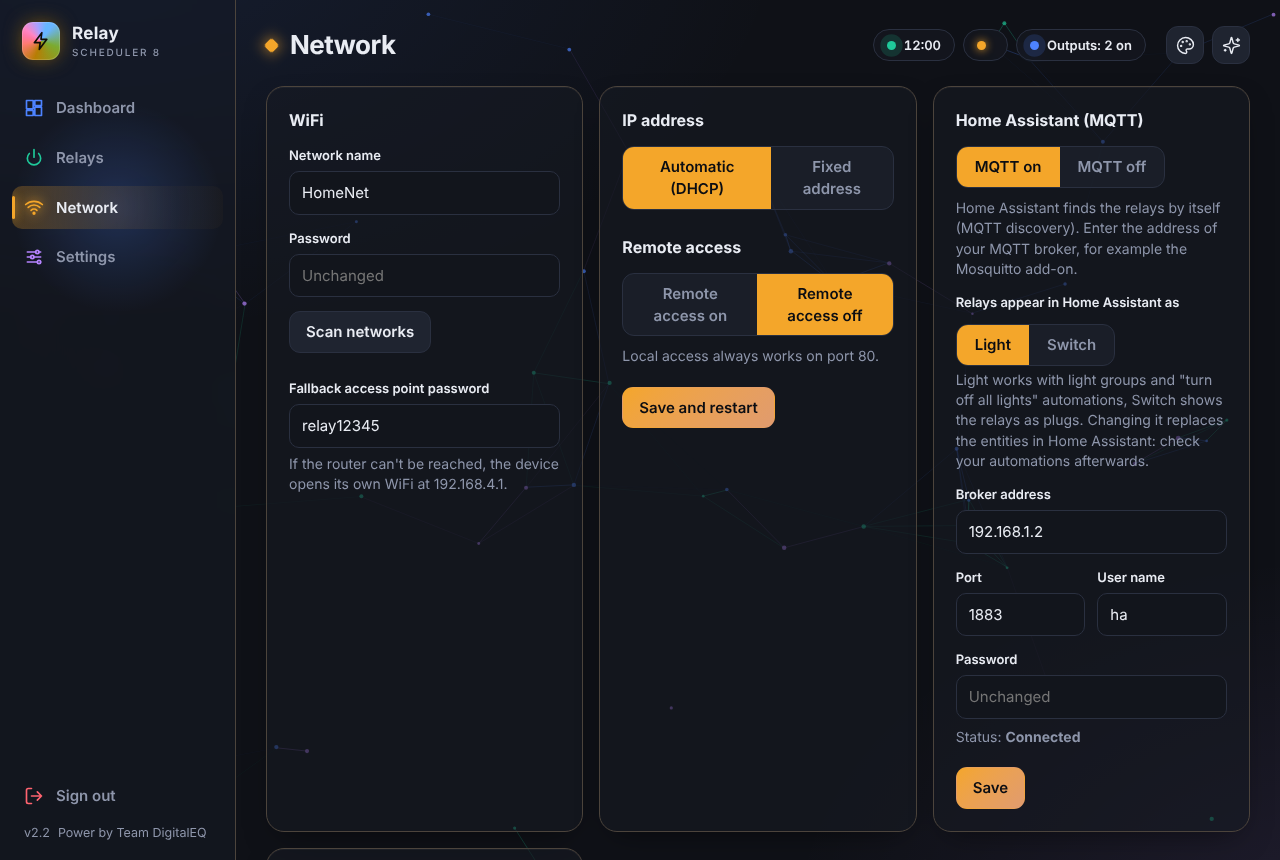 Relay
SCHEDULER 8
Dashboard
Relays
Network
Settings
Sign out
v2.2 Power by Team DigitalEQ
Network
12:00
Outputs: 2 on
WiFi
Network name
HomeNet
Password
Unchanged
Scan networks
Fallback access point password
relay12345
If the router can't be reached, the device
opens its own WiFi at 192.168.4.1.
IP address
Automatic
(DHCP)
Fixed
address
Remote access
Remote
access on
Remote
access off
Local access always works on port 80.
Save and restart
Home Assistant (MQTT)
MQTT on
MQTT off
Home Assistant finds the relays by itself
(MQTT discovery). Enter the address of
your MQTT broker, for example the
Mosquitto add-on.
Relays appear in Home Assistant as
Light
Switch
Light works with light groups and "turn
off all lights" automations, Switch shows
the relays as plugs. Changing it replaces
the entities in Home Assistant: check
your automations afterwards.
Broker address
192.168.1.2
Port
User name
1883
ha
Password
Unchanged
Status: Connected
Save